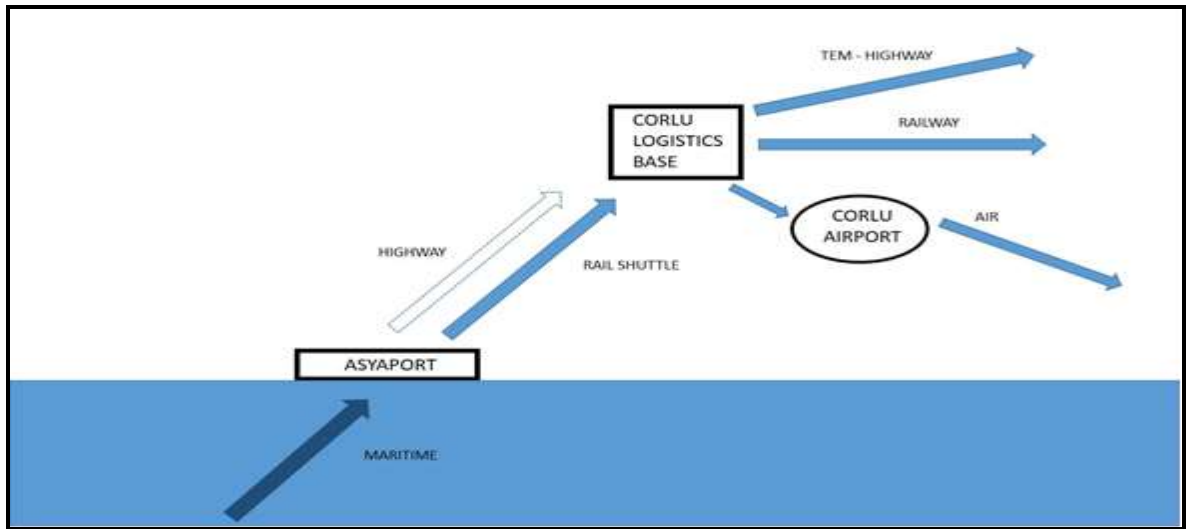 TEM - HIGHWAY
CORLU
LOGISTICS
BASE
RAILWAY
CORLU
AIRPORT
AIR
HIGHWAY
RAIL SHUTTLE
ASYAPORT
MARITIME